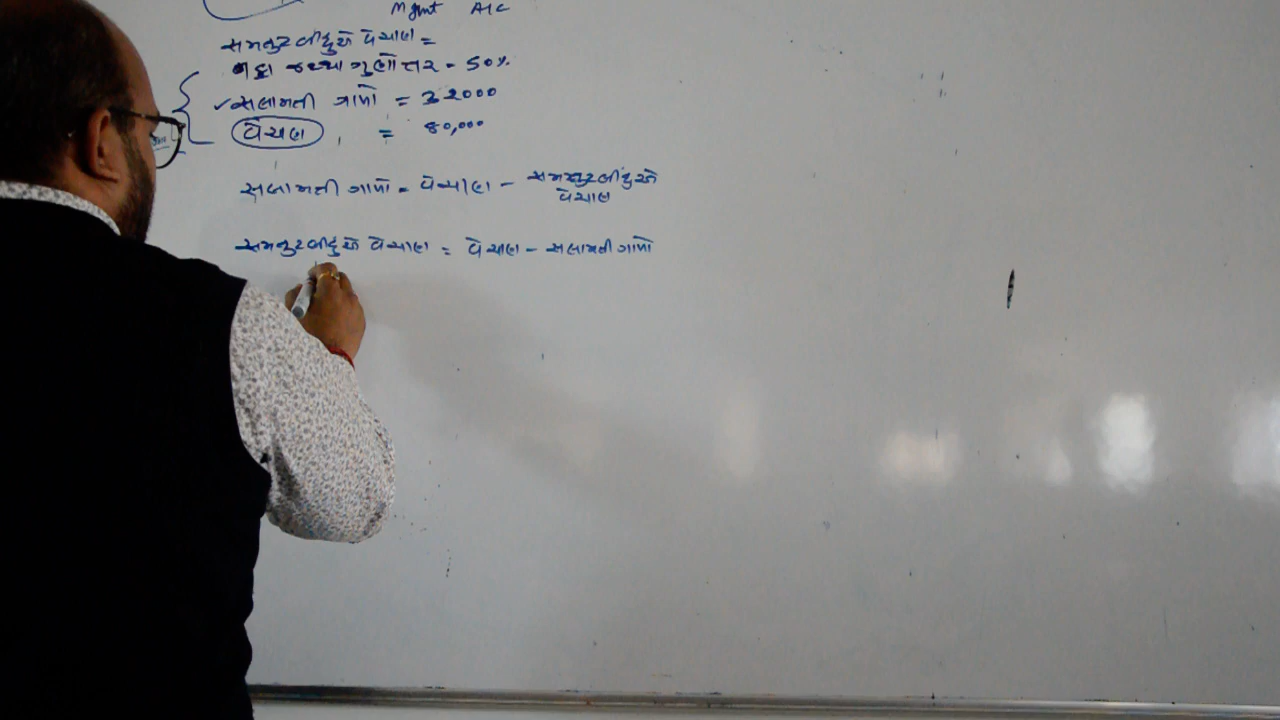 Mgmt A/c
સમતુટબીંદુએ વેચાણ =
નફા જથ્થા ગુણોત્તર = 50%
✓ સલામતી ગાળો = 32000
વેચાણ = 80,000
સલામતી ગાળો = વેચાણ - સમતુટબીંદુએ વેચાણ
સમતુટબીંદુએ વેચાણ = વેચાણ - સલામતી ગાળો